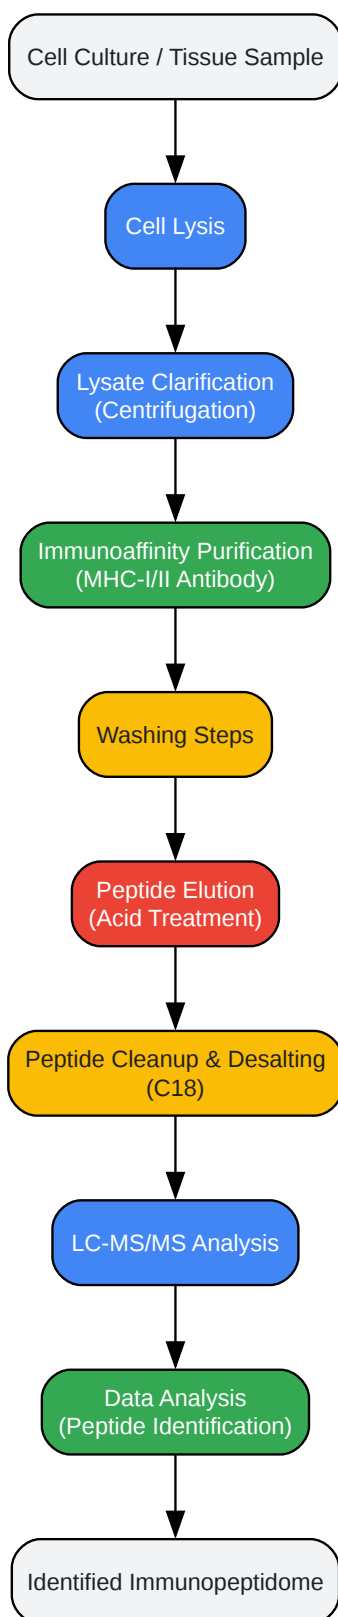 Cell Culture / Tissue Sample
Cell Lysis
Lysate Clarification
(Centrifugation)
Immunoaffinity Purification
(MHC-I/II Antibody)
Washing Steps
Peptide Elution
(Acid Treatment)
Peptide Cleanup & Desalting
(C18)
LC-MS/MS Analysis
Data Analysis
(Peptide Identification)
Identified Immunopeptidome